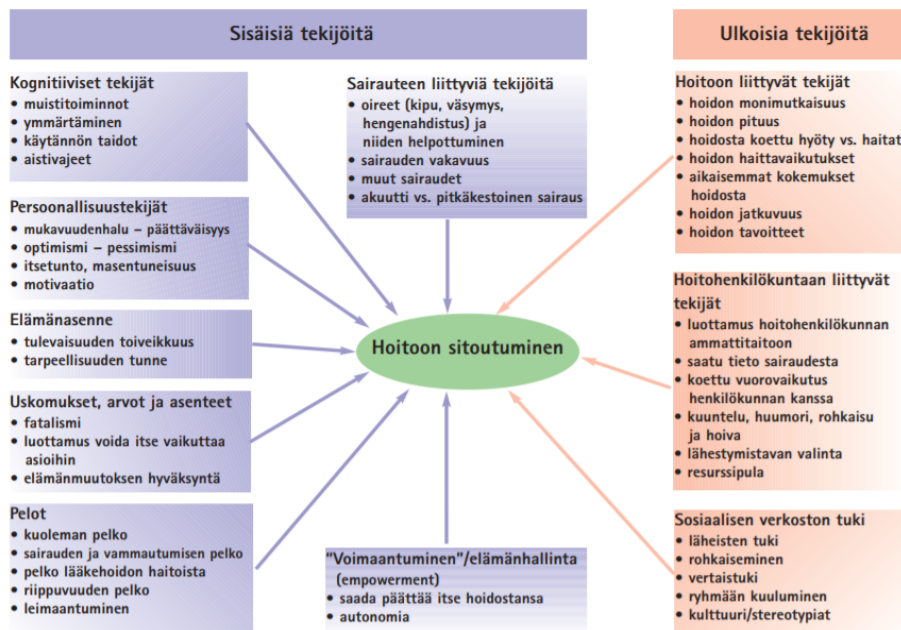 Sisäisiä tekijöitä
Kognitiiviset tekijät
• muistitoiminnot
• ymmärtäminen
• käytännön taidot
• aistivajeet
Persoonallisuustekijät
• mukavuudenhalu – päättäväisyys
• optimismi – pessimismi
• itsetunto, masentuneisuus
• motivaatio
Elämänasenne
• tulevaisuuden toiveikkuus
• tarpeellisuuden tunne
Uskomukset, arvot ja asenteet
• fatalismi
• luottamus voida itse vaikuttaa
asioihin
• elämänmuutoksen hyväksyntä
Pelot
• kuoleman pelko
• sairauden ja vammautumisen pelko
• pelko lääkehoidon haitoista
• riippuvuuden pelko
• leimaantuminen
Sairauteen liittyviä tekijöitä
• oireet (kipu, väsymys,
hengenahdistus) ja
niiden helpottuminen
• sairauden vakavuus
• muut sairaudet
• akuutti vs. pitkäkestoinen sairaus
Hoitoon sitoutuminen
"Voimaantuminen"/elämänhallinta
(empowerment)
• saada päättää itse hoidostansa
• autonomia
Ulkoisia tekijöitä
Hoitoon liittyvät tekijät
• hoidon monimutkaisuus
• hoidon pituus
• hoidosta koettu hyöty vs. haitat
• hoidon haittavaikutukset
• aikaisemmat kokemukset
hoidosta
• hoidon jatkuvuus
• hoidon tavoitteet
Hoitohenkilökuntaan liittyvät
tekijät
• luottamus hoitohenkilökunnan
ammattitaitoon
• saatu tieto sairaudesta
• koettu vuorovaikutus
henkilökunnan kanssa
• kuuntelu, huumori, rohkaisu
ja hoiva
• lähestymistavan valinta
• resurssipula
Sosiaalisen verkoston tuki
• läheisten tuki
• rohkaiseminen
• vertaistuki
• ryhmään kuuluminen
• kulttuuri/stereotypiat